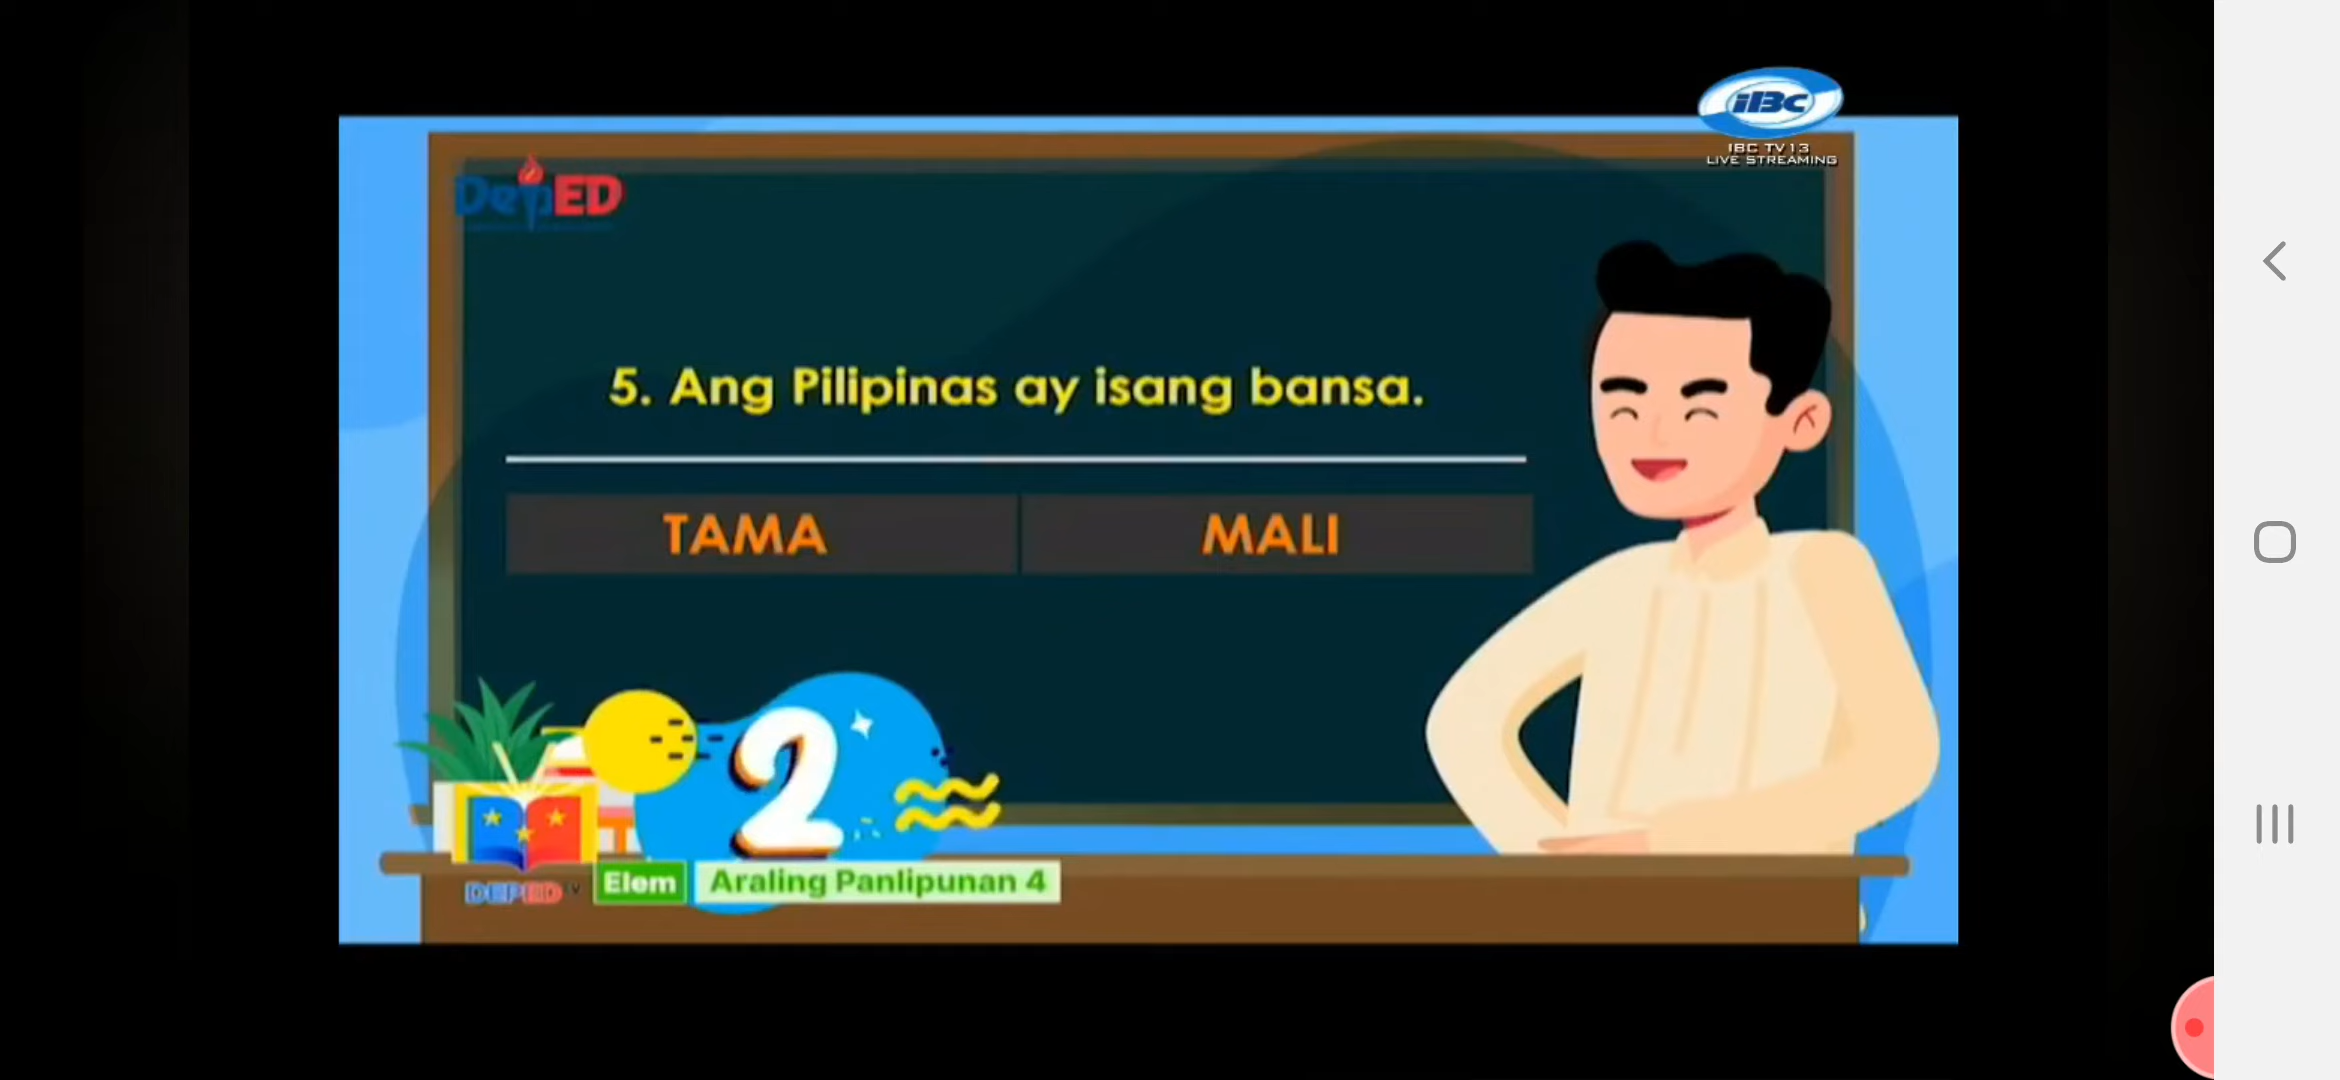 iBC
IBC TV 13
LIVE STREAMING
DepED
5. Ang Pilipinas ay isang bansa.
TAMA
MALI
2
DEPED TV
Elem
Araling Panlipunan 4